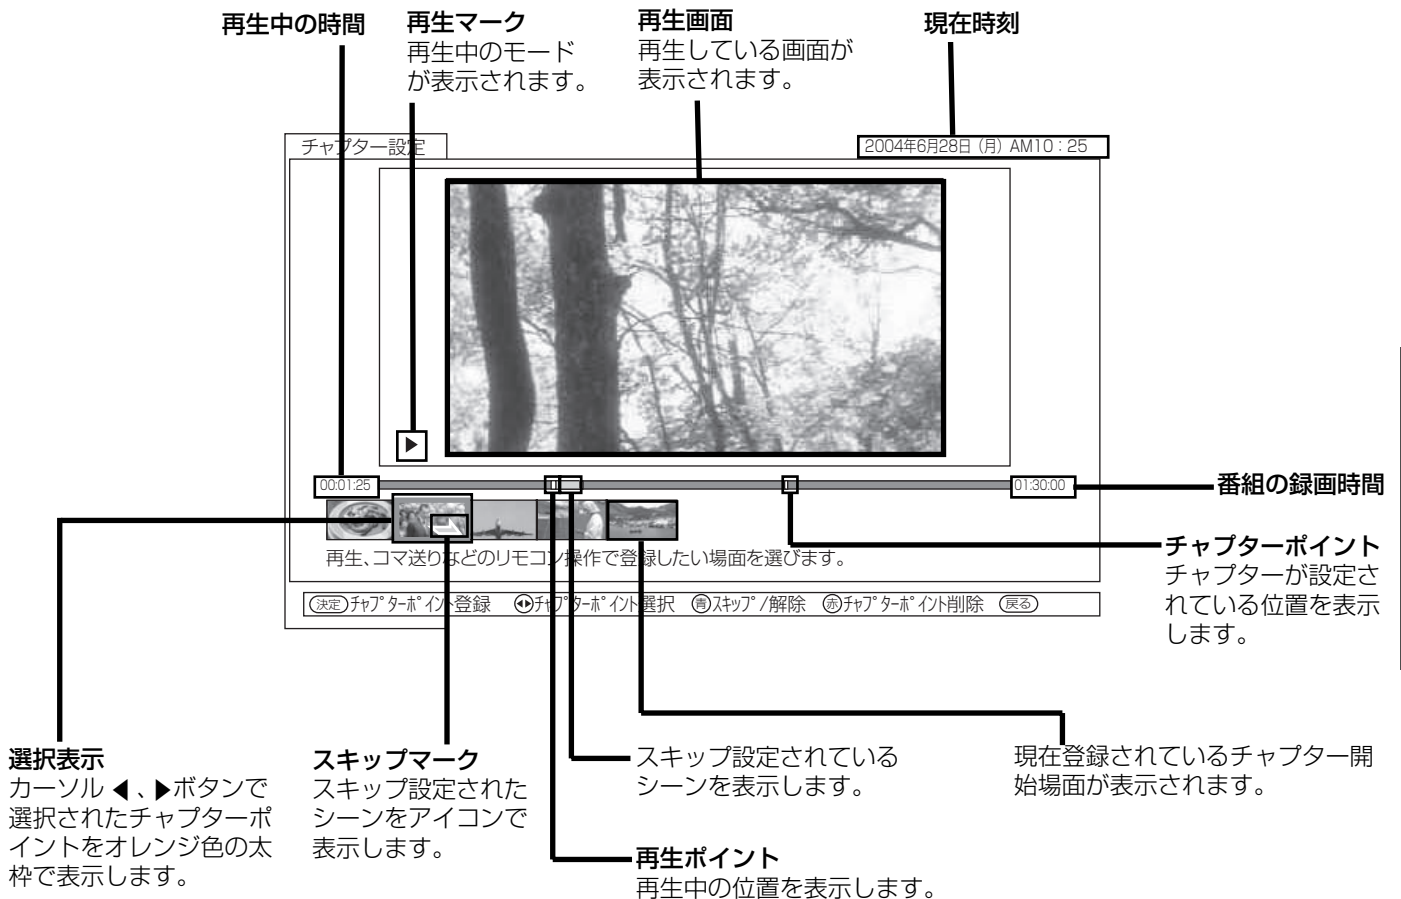 再生中の時間
再生マーク
再生中のモード
が表示されます。
再生画面
再生している画面が
表示されます。
現在時刻
チャプター設定
2004年6月28日（月）AM10：25
00:01:25
01:30:00
番組の録画時間
再生、コマ送りなどのリモコン操作で登録したい場面を選びます。
チャプターポイント
チャプターが設定さ
れている位置を表示
します。
決定 ﾁｬﾌﾟﾀｰﾎﾟｲﾝﾄ登録 ◀▶ﾁｬﾌﾟﾀｰﾎﾟｲﾝﾄ選択 青ｽｷｯﾌﾟ/解除 赤ﾁｬﾌﾟﾀｰﾎﾟｲﾝﾄ削除 戻る
選択表示
カーソル ◀ 、▶ボタンで
選択されたチャプターポ
イントをオレンジ色の太
枠で表示します。
スキップマーク
スキップ設定された
シーンをアイコンで
表示します。
スキップ設定されている
シーンを表示します。
再生ポイント
再生中の位置を表示します。
現在登録されているチャプター開
始場面が表示されます。